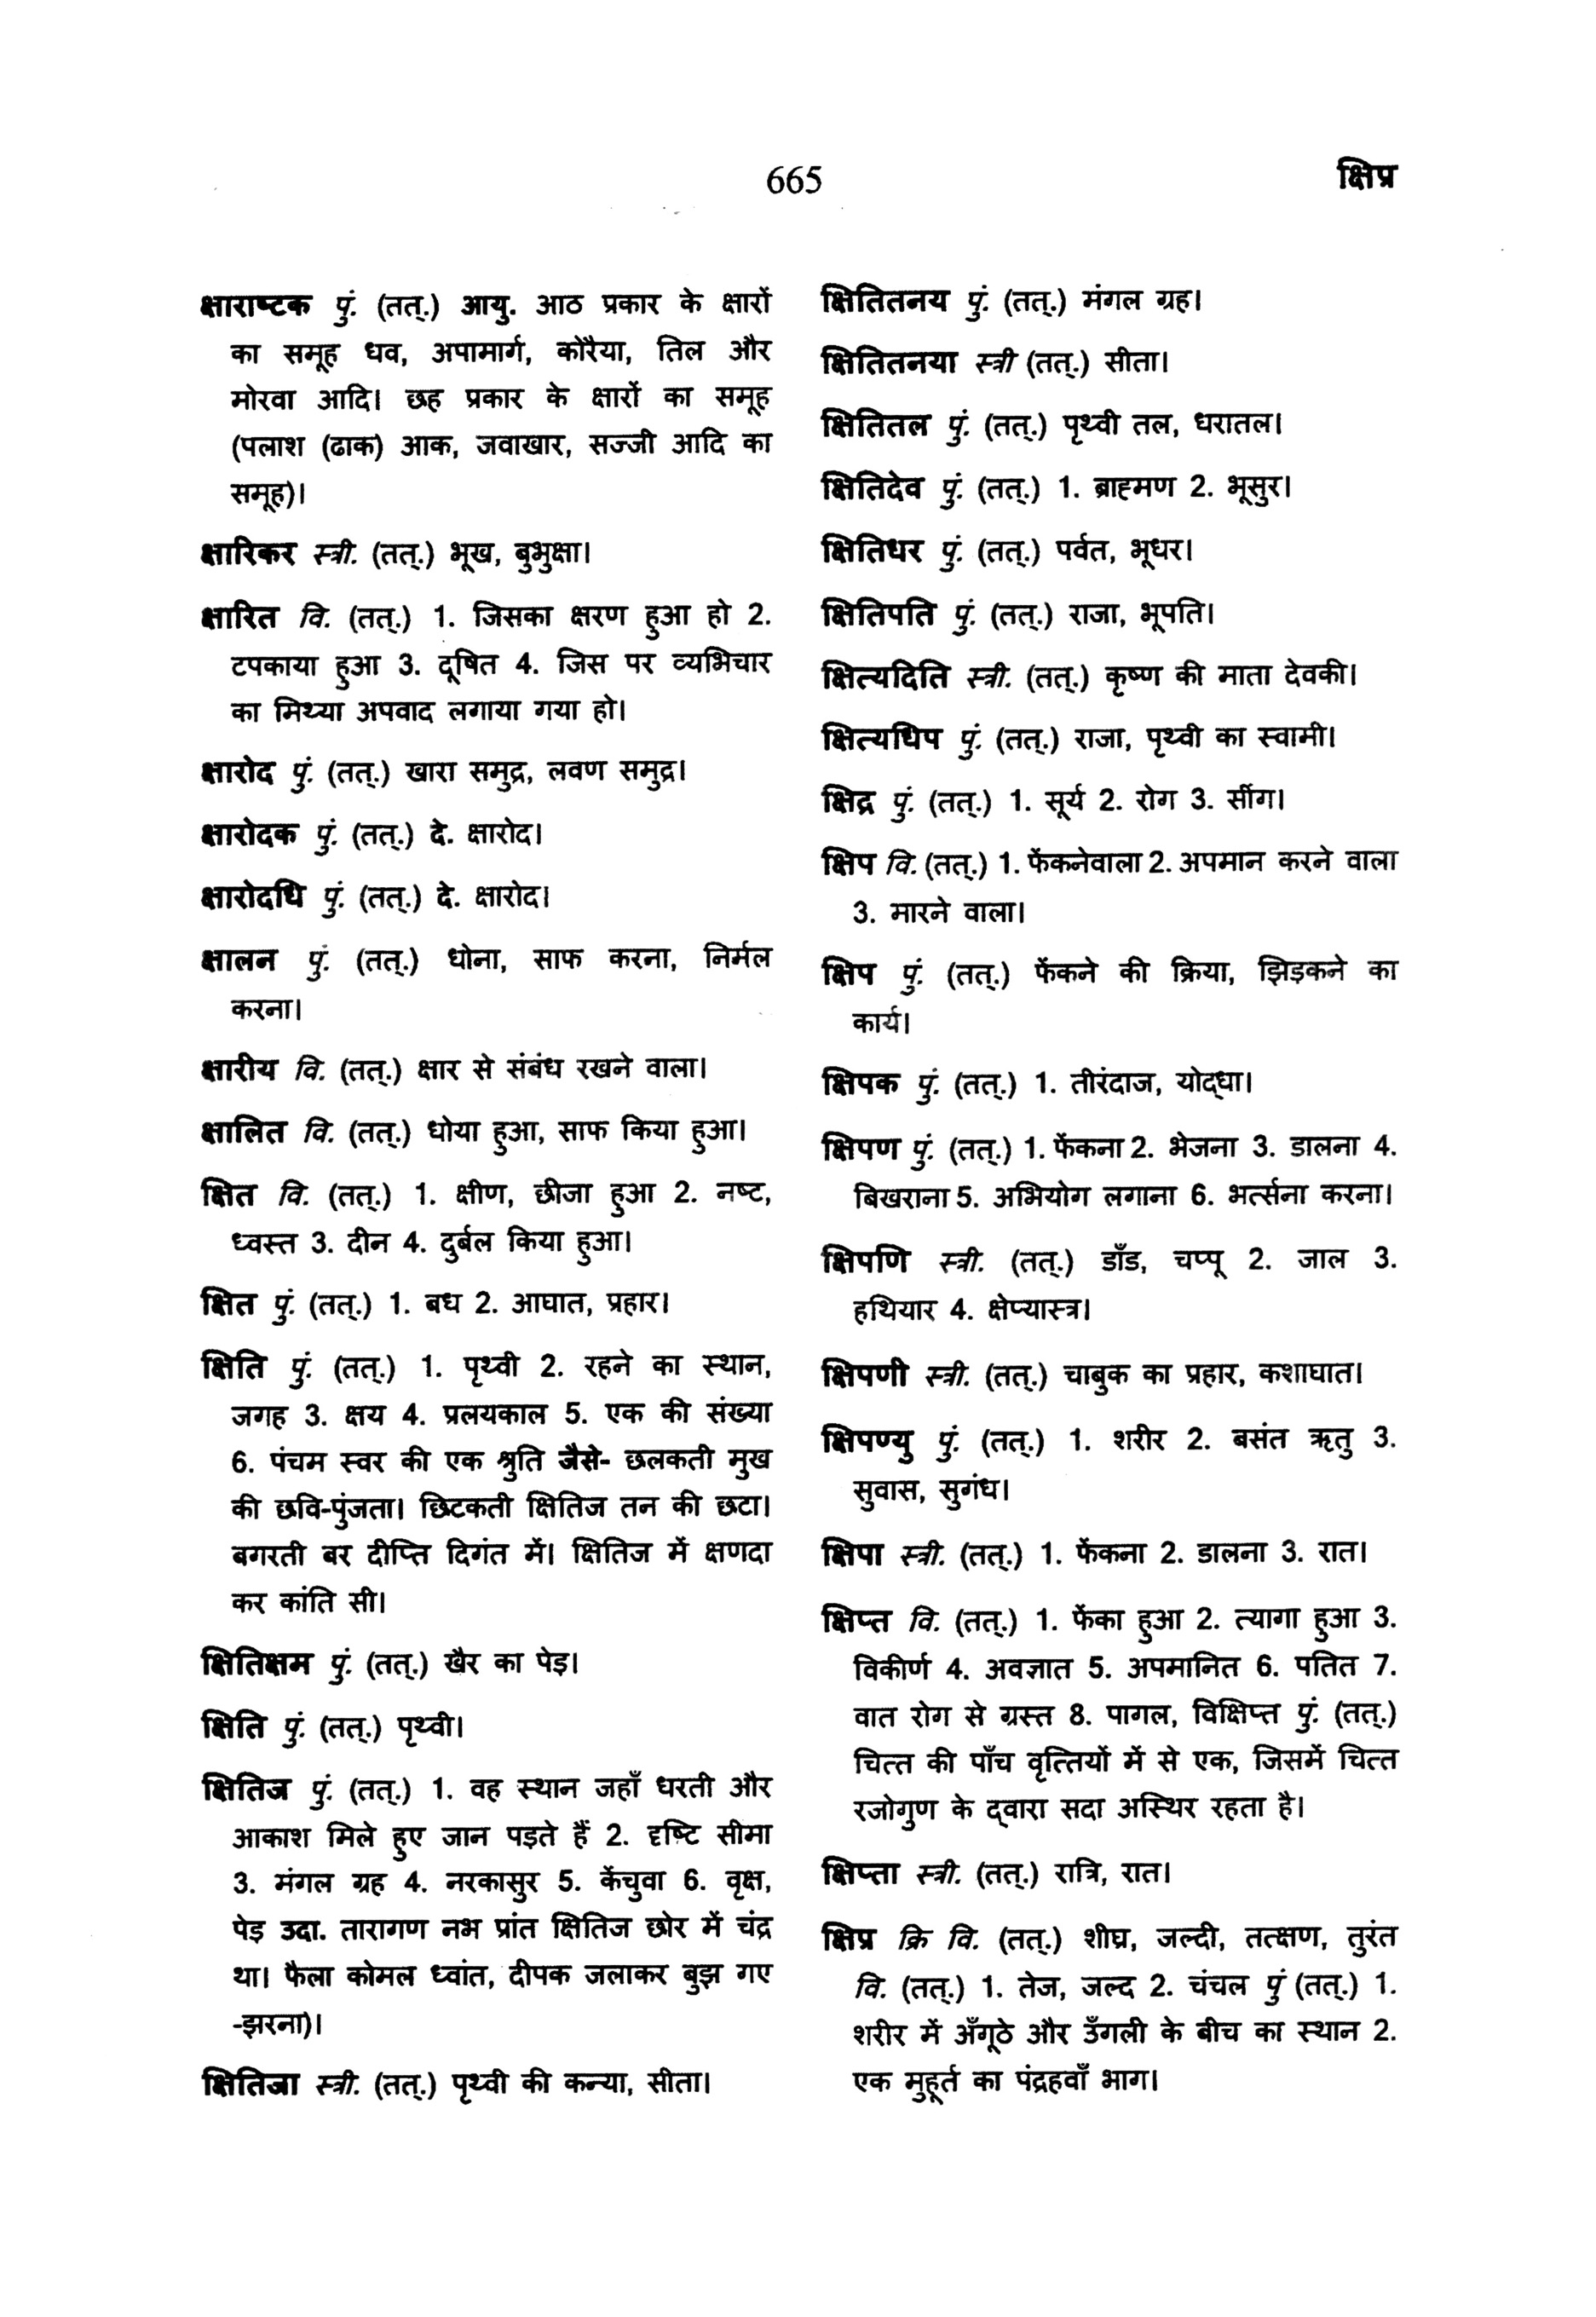 665
क्षिप्र
क्षाराष्टक पुं. (तत्.) आयु. आठ प्रकार के क्षारों
का समूह धव, अपामार्ग, कोरैया, तिल और
मोरवा आदि। छह प्रकार के क्षारों का समूह
(पलाश (ढाक) आक, जवाखार, सज्जी आदि का
समूह)।
क्षारिकर स्त्री. (तत्.) भूख, बुभुक्षा।
क्षारित वि. (तत्.) 1. जिसका क्षरण हुआ हो 2.
टपकाया हुआ 3. दूषित 4. जिस पर व्यभिचार
का मिथ्या अपवाद लगाया गया हो।
क्षारोद पुं. (तत्.) खारा समुद्र, लवण समुद्र।
क्षारोदक पुं. (तत्.) दे. क्षारोद।
क्षारोदधि पुं. (तत्.) दे. क्षारोद।
क्षालन पुं. (तत्.) धोना, साफ करना, निर्मल
करना।
क्षारीय वि. (तत्.) क्षार से संबंध रखने वाला।
क्षालित वि. (तत्.) धोया हुआ, साफ किया हुआ।
क्षित वि. (तत्.) 1. क्षीण, छीजा हुआ 2. नष्ट,
ध्वस्त 3. दीन 4. दुर्बल किया हुआ।
क्षित पुं. (तत्.) 1. बध 2. आघात, प्रहार।
क्षिति पुं. (तत्.) 1. पृथ्वी 2. रहने का स्थान,
जगह 3. क्षय 4. प्रलयकाल 5. एक की संख्या
6. पंचम स्वर की एक श्रुति जैसे- छलकती मुख
की छवि-पुंजता। छिटकती क्षितिज तन की छटा।
बगरती बर दीप्ति दिगंत में। क्षितिज में क्षणदा
कर कांति सी।
क्षितिक्षम पुं. (तत्.) खैर का पेड़।
क्षिति पुं. (तत्.) पृथ्वी।
क्षितिज पुं. (तत्.) 1. वह स्थान जहाँ धरती और
आकाश मिले हुए जान पड़ते हैं 2. दृष्टि सीमा
3. मंगल ग्रह 4. नरकासुर 5. केंचुवा 6. वृक्ष,
पेड़ उदा. तारागण नभ प्रांत क्षितिज छोर में चंद्र
था। फैला कोमल ध्वांत, दीपक जलाकर बुझ गए
-झरना)।
क्षितिजा स्त्री. (तत्.) पृथ्वी की कन्या, सीता।
क्षितितनय पुं. (तत्.) मंगल ग्रह।
क्षितितनया स्त्री (तत्.) सीता।
क्षितितल पुं. (तत्.) पृथ्वी तल, धरातल।
क्षितिदेव पुं. (तत्.) 1. ब्राह्मण 2. भूसुर।
क्षितिधर पुं. (तत्.) पर्वत, भूधर।
क्षितिपति पुं. (तत्.) राजा, भूपति।
क्षित्यदिति स्त्री. (तत्.) कृष्ण की माता देवकी।
क्षित्यधिप पुं. (तत्.) राजा, पृथ्वी का स्वामी।
क्षिद्र पुं. (तत्.) 1. सूर्य 2. रोग 3. सींग।
क्षिप वि. (तत्.) 1. फेंकनेवाला 2. अपमान करने वाला
3. मारने वाला।
क्षिप पुं. (तत्.) फेंकने की क्रिया, झिड़कने का
कार्य।
क्षिपक पुं. (तत्.) 1. तीरंदाज, योद्धा।
क्षिपण पुं. (तत्.) 1. फेंकना 2. भेजना 3. डालना 4.
बिखराना 5. अभियोग लगाना 6. भर्त्सना करना।
क्षिपणि स्त्री. (तत्.) डाँड, चप्पू 2. जाल 3.
हथियार 4. क्षेप्यास्त्र।
क्षिपणी स्त्री. (तत्.) चाबुक का प्रहार, कशाघात।
क्षिपण्यु पुं. (तत्.) 1. शरीर 2. बसंत ऋतु 3.
सुवास, सुगंध।
क्षिपा स्त्री. (तत्.) 1. फेंकना 2. डालना 3. रात।
क्षिप्त वि. (तत्.) 1. फेंका हुआ 2. त्यागा हुआ 3.
विकीर्ण 4. अवज्ञात 5. अपमानित 6. पतित 7.
वात रोग से ग्रस्त 8. पागल, विक्षिप्त पुं. (तत्.)
चित्त की पाँच वृत्तियों में से एक, जिसमें चित्त
रजोगुण के द्वारा सदा अस्थिर रहता है।
क्षिप्ता स्त्री. (तत्.) रात्रि, रात।
क्षिप्र क्रि वि. (तत्.) शीघ्र, जल्दी, तत्क्षण, तुरंत
वि. (तत्.) 1. तेज, जल्द 2. चंचल पुं (तत्.) 1.
शरीर में अँगूठे और उँगली के बीच का स्थान 2.
एक मुहूर्त का पंद्रहवाँ भाग।